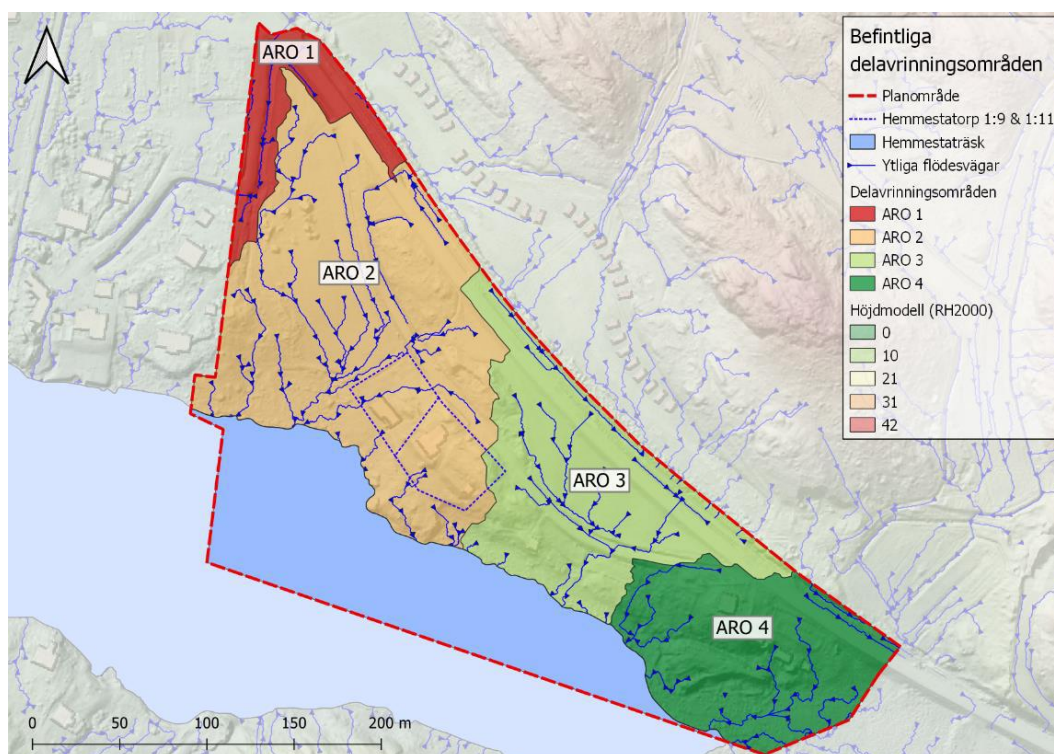 ARO 1
ARO 2
ARO 3
ARO 4
0 50 100 150 200 m
Befintliga
delavrinningsområden
Planområde
Hemmestatorp 1:9 & 1:11
Hemmestaträsk
Ytliga flödesvägar
Delavrinningsområden
ARO 1
ARO 2
ARO 3
ARO 4
Höjdmodell (RH2000)
0
10
21
31
42